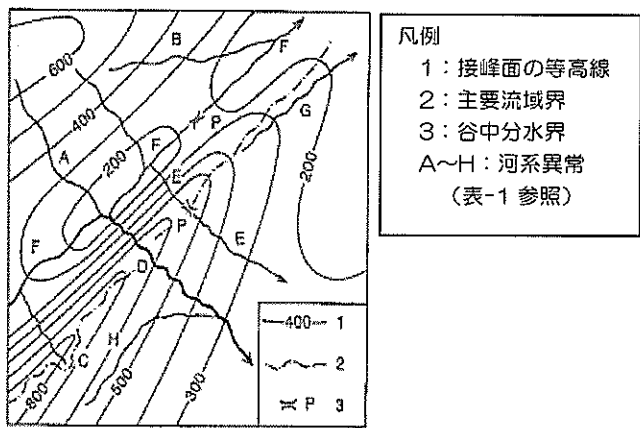 B
F
600
G
400
P
A
200
F
200
E
F
P
E
D
H
C
800
500
300
400 1
2
P 3
凡例
1:接峰面の等高線
2:主要流域界
3:谷中分水界
A~H:河系異常
(表-1 参照)